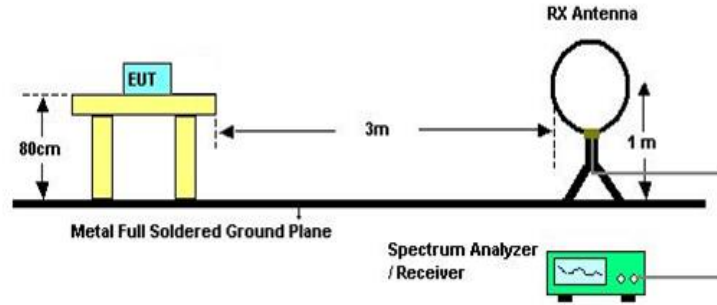 RX Antenna
EUT
80cm
3m
1 m
Metal Full Soldered Ground Plane
Spectrum Analyzer
/ Receiver